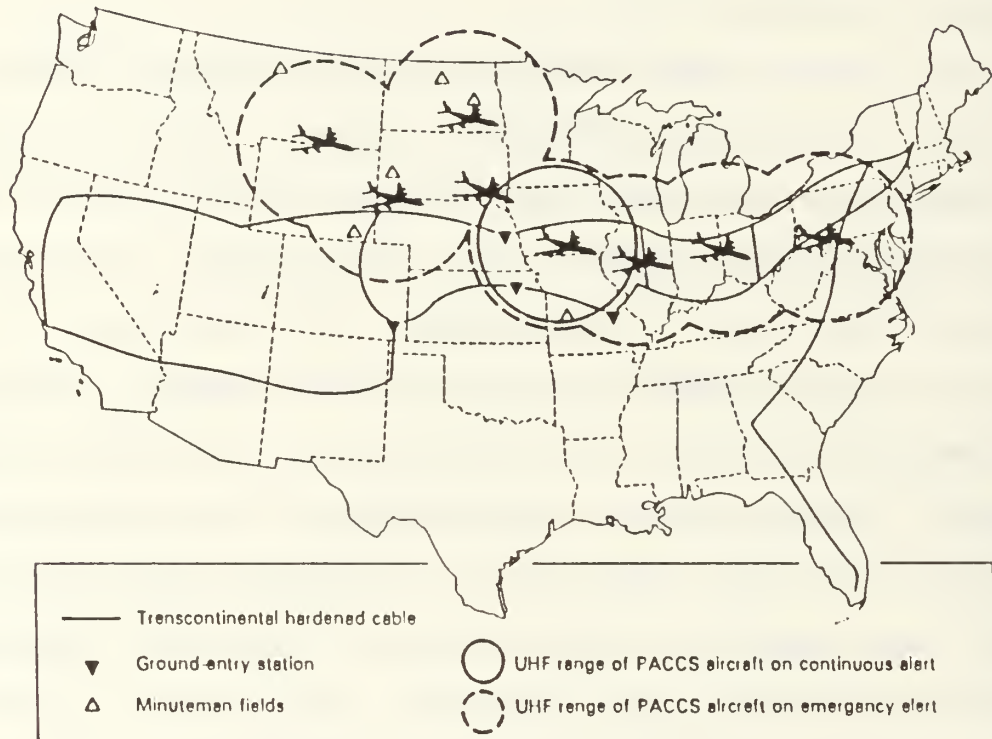 Transcontinental hardened cable
Ground-entry station
Minuteman fields
UHF range of PACCS aircraft on continuous alert
UHF range of PACCS aircraft on emergency alert